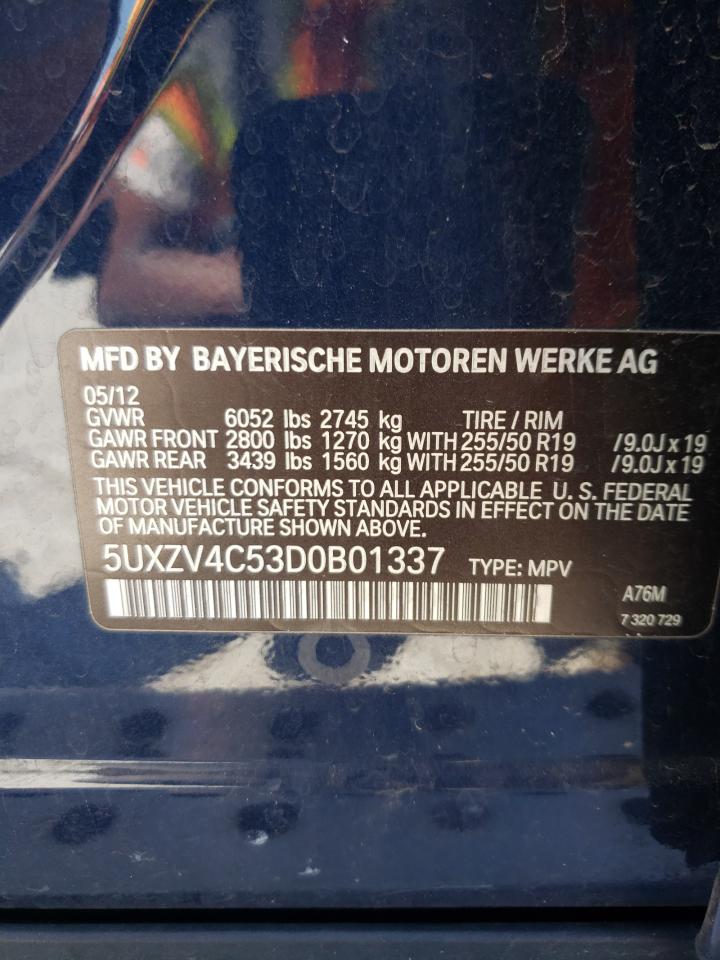 MFD BY BAYERISCHE MOTOREN WERKE AG
05/12
GVWR 6052 lbs 2745 kg TIRE / RIM
GAWR FRONT 2800 lbs 1270 kg WITH 255/50 R19 /9.0J x 19
GAWR REAR 3439 lbs 1560 kg WITH 255/50 R19 /9.0J x 19
THIS VEHICLE CONFORMS TO ALL APPLICABLE U. S. FEDERAL
MOTOR VEHICLE SAFETY STANDARDS IN EFFECT ON THE DATE
OF MANUFACTURE SHOWN ABOVE.
5UXZV4C53D0B01337 TYPE: MPV
A76M
7 320 729